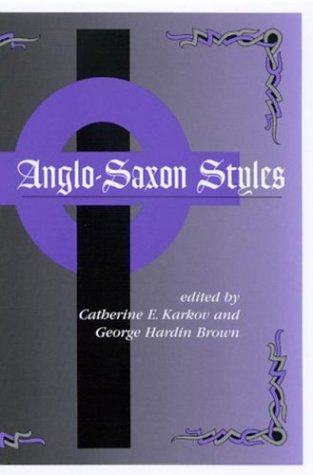 Anglo-Saxon Styles
edited by
Catherine E. Karkov and
George Hardin Brown